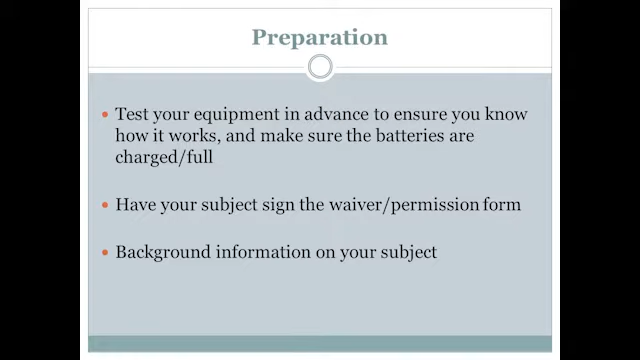 Preparation
• Test your equipment in advance to ensure you know
how it works, and make sure the batteries are
charged/full
• Have your subject sign the waiver/permission form
• Background information on your subject